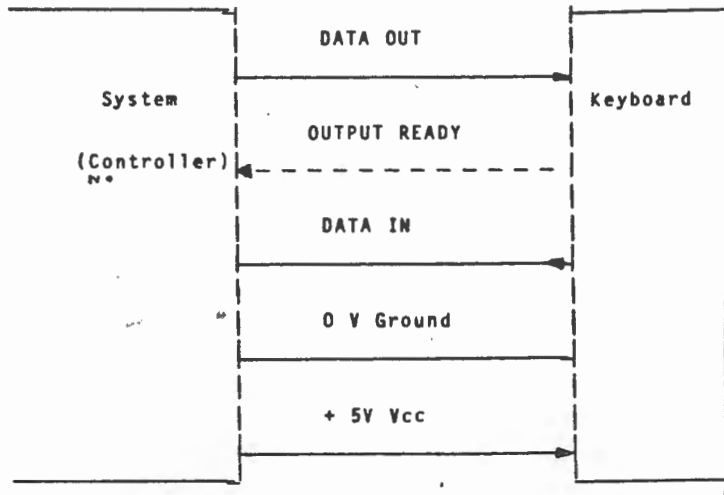 DATA OUT
System
Keyboard
OUTPUT READY
(Controller)
DATA IN
0 V Ground
+ 5V Vcc